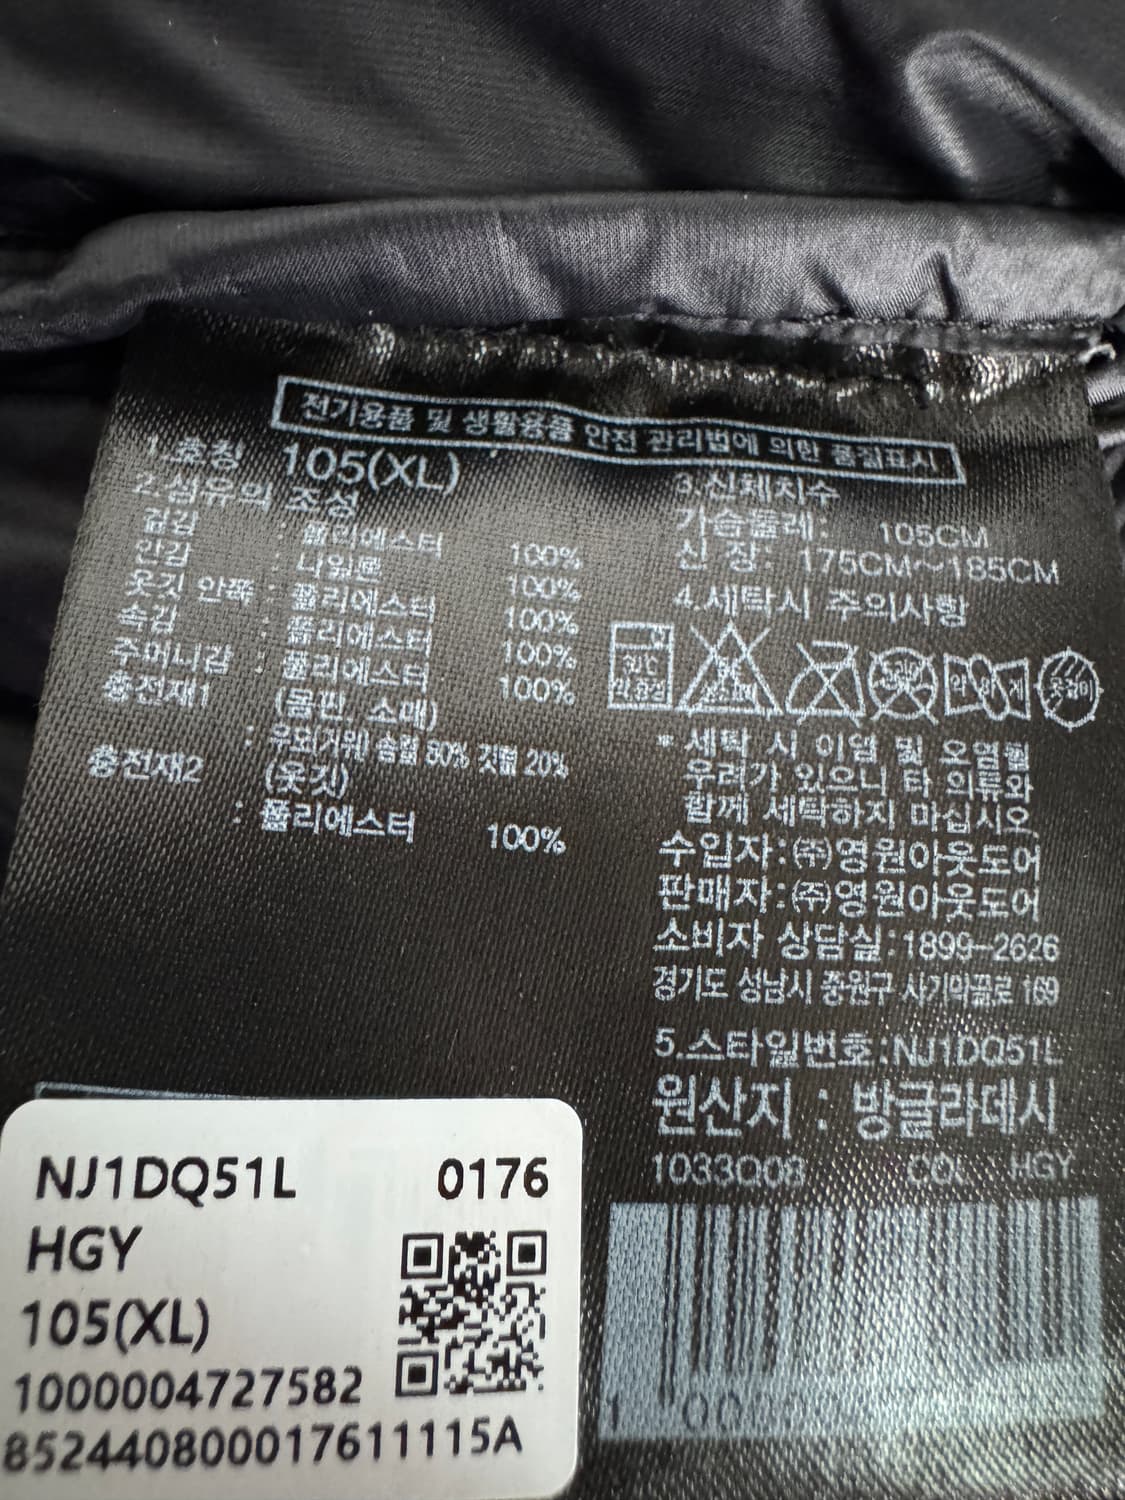 전기용품 및 생활용품 안전 관리법에 의한 품질표시
1.호칭 105(XL)
2.섬유의 조성
겉감 : 폴리에스터 100%
안감 : 나일론 100%
옷깃 안쪽 : 폴리에스터 100%
속감 : 폴리에스터 100%
주머니감 : 폴리에스터 100%
충전재1 (몸판, 소매)
: 우모(거위) 솜털 80%, 깃털 20%
충전재2 (옷깃)
: 폴리에스터 100%
3.신체치수
가슴둘레: 105CM
신 장: 175CM~185CM
4.세탁시 주의사항
30℃
약 중성
옷걸이
* 세탁 시 이염 및 오염될
우려가 있으니 타 의류와
함께 세탁하지 마십시오
수입자:㈜영원아웃도어
판매자:㈜영원아웃도어
소비자 상담실:1899-2626
경기도 성남시 중원구 사기막골로 169
5.스타일번호:NJ1DQ51L
원산지 : 방글라데시
1033Q08 COL HGY
NJ1DQ51L 0176
HGY
105(XL)
1000004727582
852440800017611115A